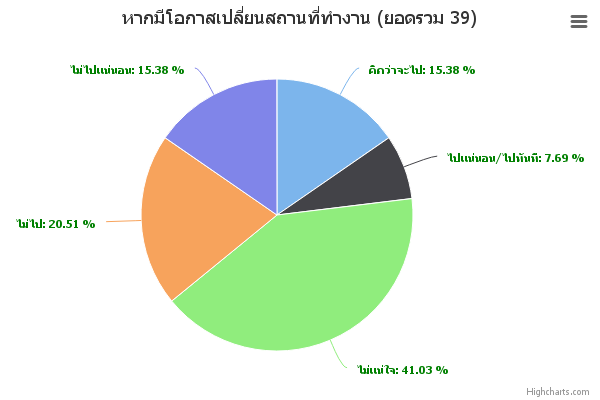 หากมีโอกาสเปลี่ยนสถานที่ทำงาน (ยอดรวม 39)
ไม่ไปแน่นอน: 15.38 %
คิดว่าจะไป: 15.38 %
ไปแน่นอน/ไปทันที: 7.69 %
ไม่ไป: 20.51 %
ไม่แน่ใจ: 41.03 %
Highcharts.com